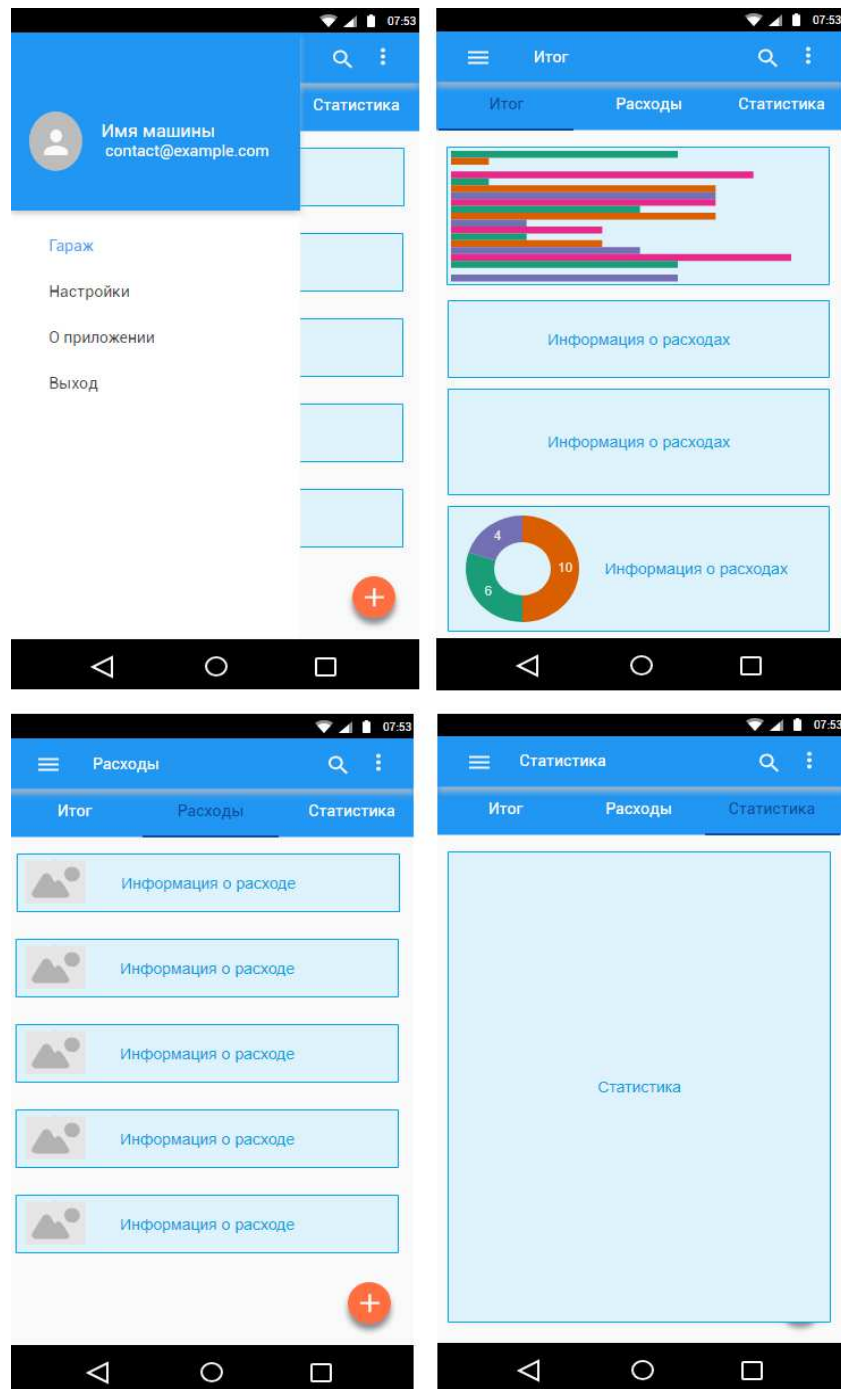 07:53
Статистика
Имя машины
contact@example.com
Гараж
Настройки
О приложении
Выход
07:53
Итог
Итог Расходы Статистика
Информация о расходах
Информация о расходах
4
10
6
Информация о расходах
07:53
Расходы
Итог Расходы Статистика
Информация о расходе
Информация о расходе
Информация о расходе
Информация о расходе
Информация о расходе
07:53
Статистика
Итог Расходы Статистика
Статистика